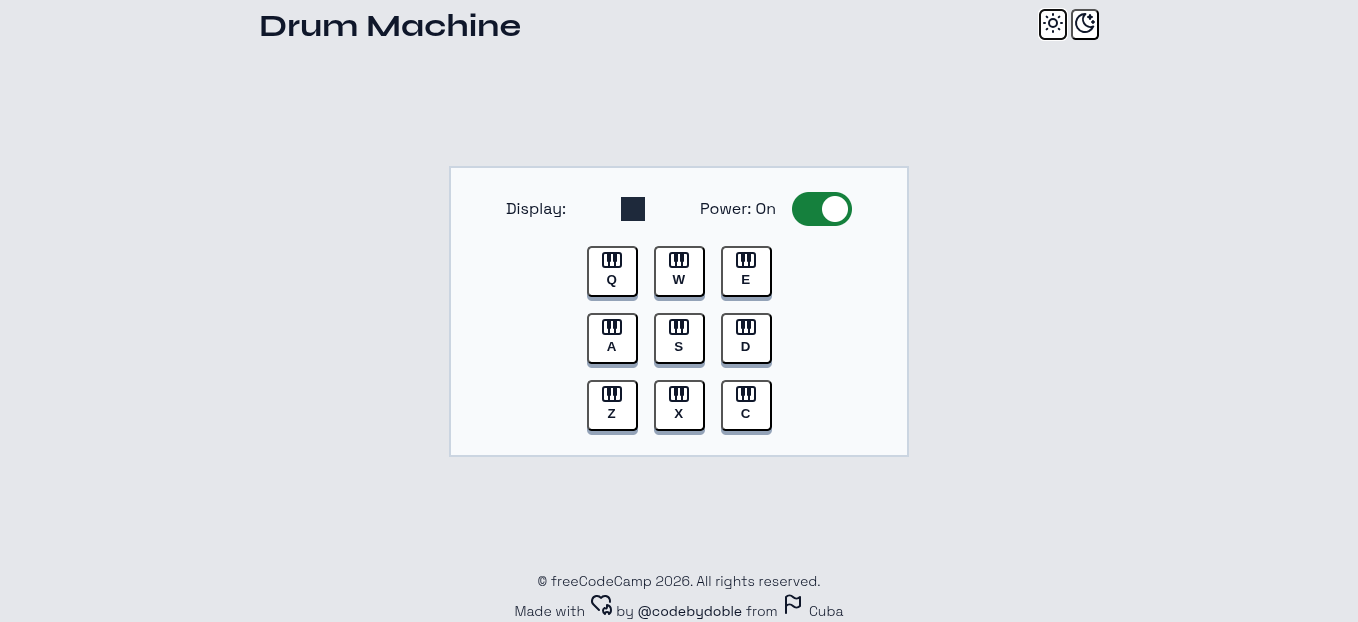 Drum Machine
Display: Power: On
Q W E
A S D
Z X C
© freeCodeCamp 2026. All rights reserved.
Made with by @codebydoble from Cuba